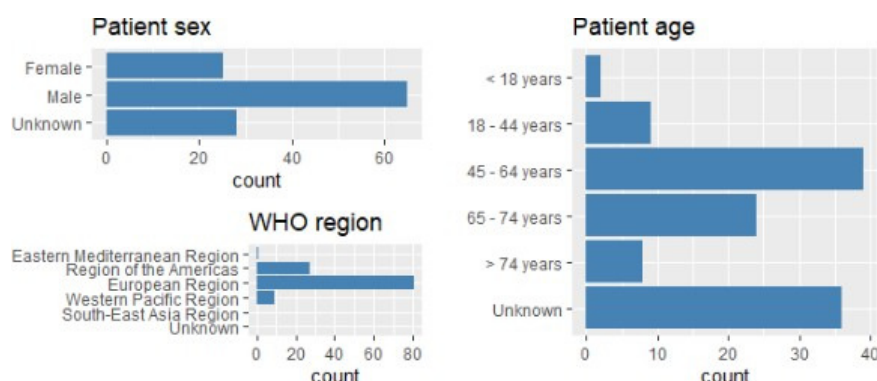 Patient sex
Female
Male
Unknown
0 20 40 60
count
WHO region
Eastern Mediterranean Region
Region of the Americas
European Region
Western Pacific Region
South-East Asia Region
Unknown
0 20 40 60 80
count
Patient age
< 18 years
18 - 44 years
45 - 64 years
65 - 74 years
> 74 years
Unknown
0 10 20 30 40
count